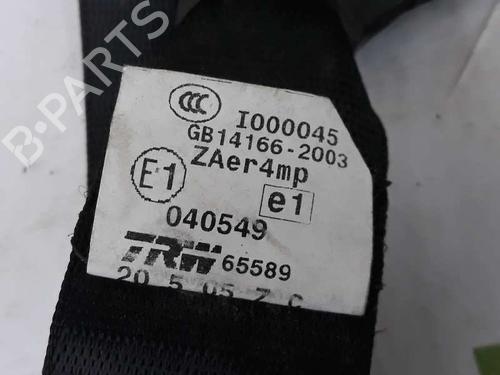 B-PARTS
CCC I000045
GB14166-2003
ZAer4mp
E1 e1
040549
TRW 65589
20 5 05 Z C